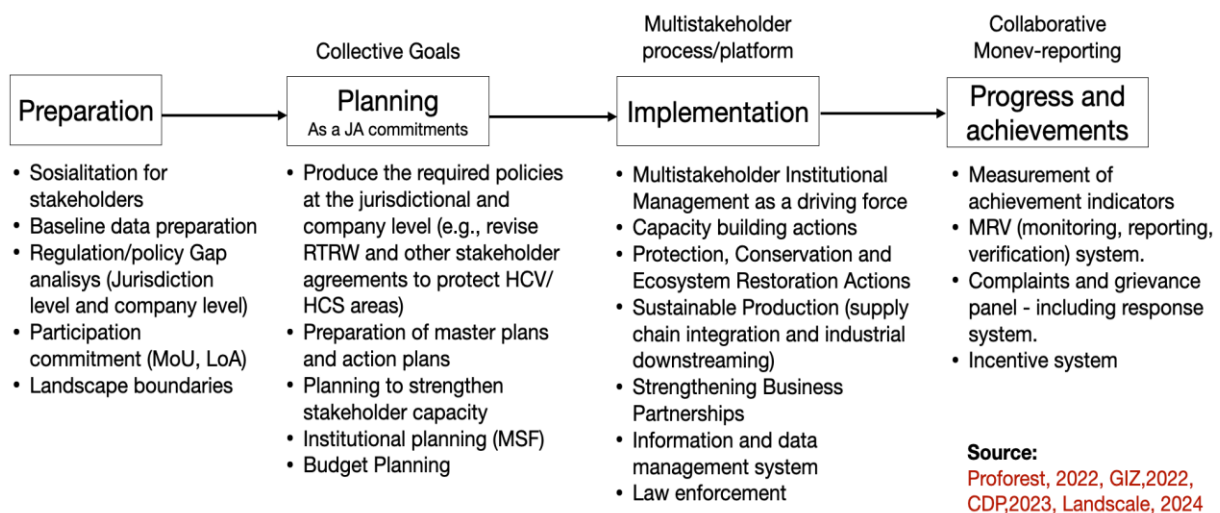 Preparation
• Sosialitation for
stakeholders
• Baseline data preparation
• Regulation/policy Gap
analisys (Jurisdiction
level and company level)
• Participation
commitment (MoU, LoA)
• Landscape boundaries
Collective Goals
Planning
As a JA commitments
• Produce the required policies
at the jurisdictional and
company level (e.g., revise
RTRW and other stakeholder
agreements to protect HCV/
HCS areas)
• Preparation of master plans
and action plans
• Planning to strengthen
stakeholder capacity
• Institutional planning (MSF)
• Budget Planning
Multistakeholder
process/platform
Implementation
• Multistakeholder Institutional
Management as a driving force
• Capacity building actions
• Protection, Conservation and
Ecosystem Restoration Actions
• Sustainable Production (supply
chain integration and industrial
downstreaming)
• Strengthening Business
Partnerships
• Information and data
management system
• Law enforcement
Collaborative
Monev-reporting
Progress and
achievements
• Measurement of
achievement indicators
• MRV (monitoring, reporting,
verification) system.
• Complaints and grievance
panel - including response
system.
• Incentive system
Source:
Proforest, 2022, GIZ,2022,
CDP,2023, Landscale, 2024